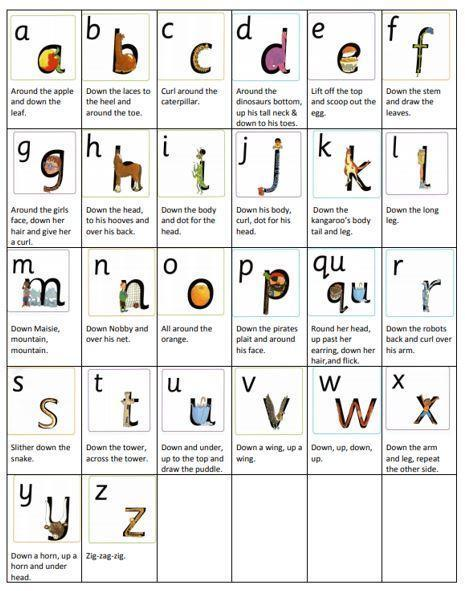 a b c d e f
Around the apple
and down the
leaf.
Down the laces to
the heel and
around the toe.
Curl around the
caterpillar.
Around the
dinosaurs bottom,
up his tall neck &
down to his toes.
Lift off the top
and scoop out the
egg.
Down the stem
and draw the
leaves.
g h i j k l
Around the girls
face, down her
hair and give her
a curl.
Down the head,
to his hooves and
over his back.
Down the body
and dot for the
head.
Down his body,
curl, dot for his
head.
Down the
kangaroo's body
tail and leg.
Down the long
leg.
m n o p qu r
Down Maisie,
mountain,
mountain.
Down Nobby and
over his net.
All around the
orange.
Down the pirates
plait and around
his face.
Round her head,
up past her
earring, down her
hair,and flick.
Down the robots
back and curl over
his arm.
s t u v w x
Slither down the
snake.
Down the tower,
across the tower.
Down and under,
up to the top and
draw the puddle.
Down a wing, up a
wing.
Down, up, down,
up.
Down the arm
and leg, repeat
the other side.
y z
Down a horn, up a
horn and under
head.
Zig-zag-zig.